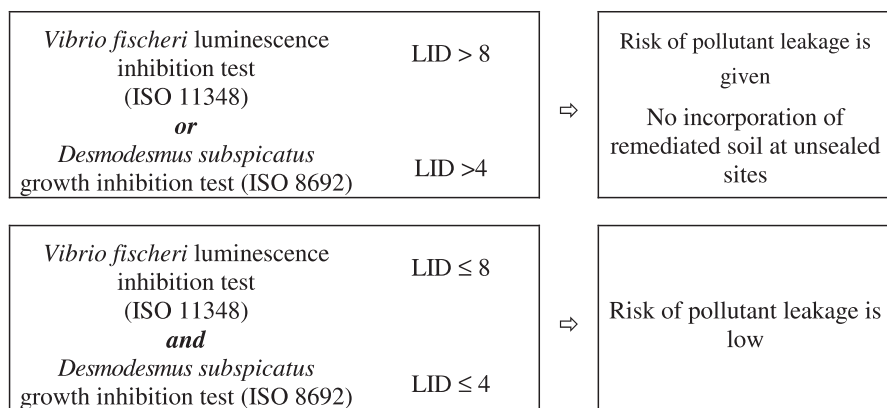 Vibrio fischeri luminescence
inhibition test
(ISO 11348)
LID > 8
or
Desmodesmus subspicatus
growth inhibition test (ISO 8692)
LID >4
⇨
Risk of pollutant leakage is
given
No incorporation of
remediated soil at unsealed
sites
Vibrio fischeri luminescence
inhibition test
(ISO 11348)
LID ≤ 8
and
Desmodesmus subspicatus
growth inhibition test (ISO 8692)
LID ≤ 4
⇨
Risk of pollutant leakage is
low